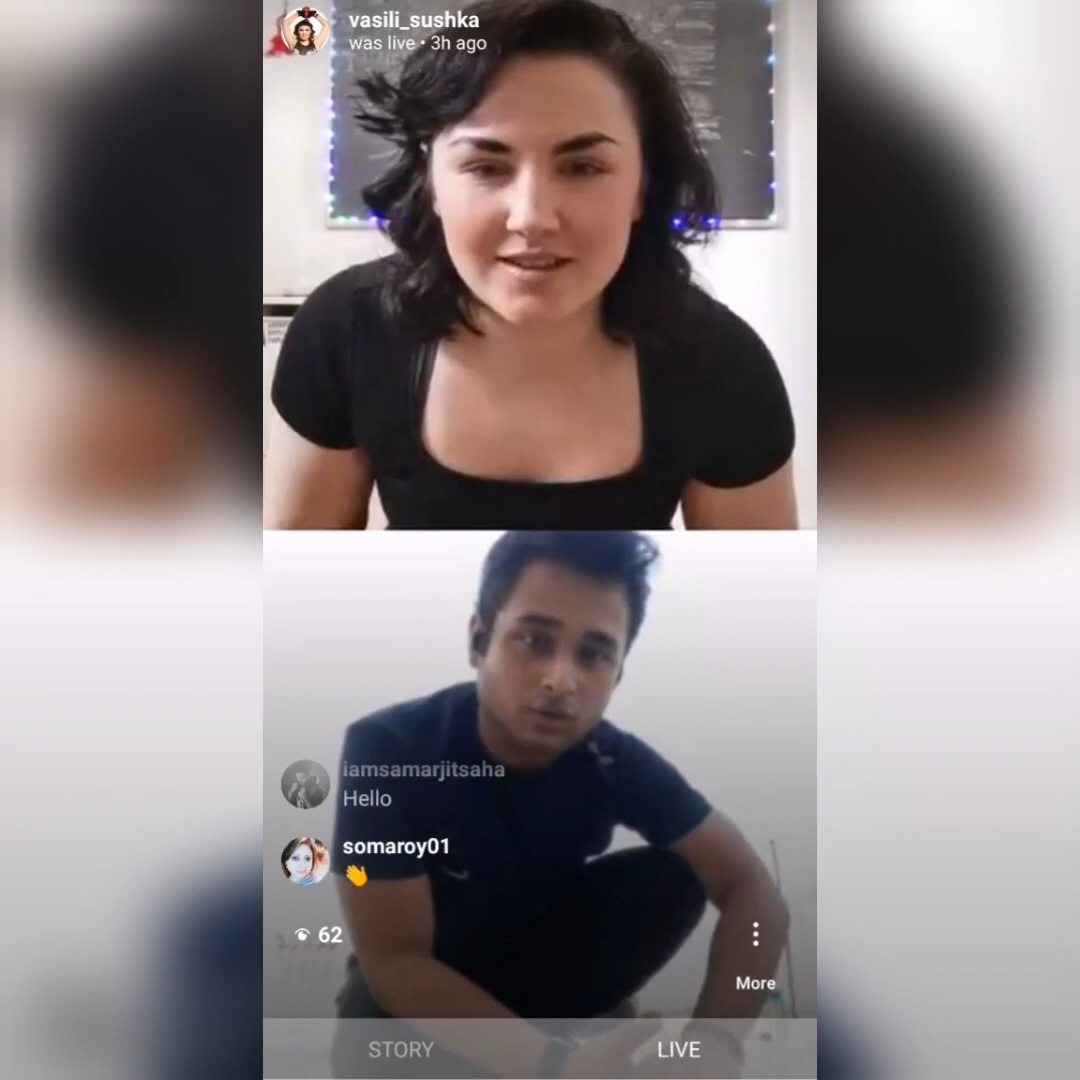 vasili_sushka
was live • 3h ago
iamsamarjitsaha
Hello
somaroy01
👋
62
More
STORY
LIVE